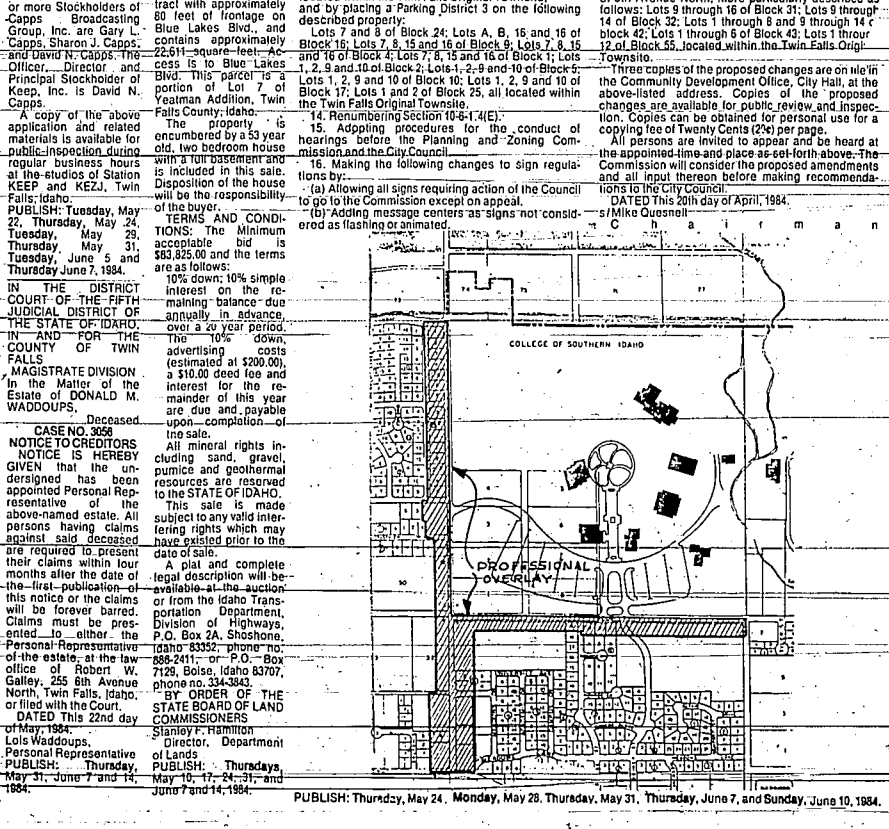 or more Stockholders of
Capps Broadcasting
Group, Inc. are Gary L.
Capps, Sharon J. Capps,
and David N. Capps. The
Officer, Director and
Principal Stockholder of
Keep, Inc. is David N.
Capps.
A copy of the above
application and related
materials is available for
public inspection during
regular business hours
at the studios of Station
KEEP and KEZJ, Twin
Falls, Idaho.
PUBLISH: Tuesday, May
22, Thursday, May 24,
Tuesday, May 29,
Thursday May 31,
Tuesday, June 5 and
Thursday June 7, 1984.
IN THE DISTRICT
COURT OF THE FIFTH
JUDICIAL DISTRICT OF
THE STATE OF IDAHO,
IN AND FOR THE
COUNTY OF TWIN
FALLS
MAGISTRATE DIVISION
In the Matter of the
Estate of DONALD M.
WADDOUPS,
Deceased
CASE NO. 3056
NOTICE TO CREDITORS
NOTICE IS HEREBY
GIVEN that the un-
dersigned has been
appointed Personal Rep-
resentative of the
above-named estate. All
persons having claims
against said deceased
are required to present
their claims within four
months after the date of
the first publication of
this notice or the claims
will be forever barred.
Claims must be pres-
ented to either the
Personal Representative
of the estate, at the law
office of Robert W.
Galley, 255 6th Avenue
North, Twin Falls, Idaho,
or filed with the Court.
DATED This 22nd day
of May, 1984.
Lois Waddoups,
Personal Representative
PUBLISH: Thursday,
May 31, June 7 and 14,
1984.
tract with approximately
80 feet of frontage on
Blue Lakes Blvd., and
contains approximately
22,611 square feet. Ac-
cess is to Blue Lakes
Blvd. This parcel is a
portion of Lot 7 of
Yeatman Addition, Twin
Falls County, Idaho.
The property is
encumbered by a 53 year
old, two bedroom house
with a full basement and
is included in this sale.
Disposition of the house
will be the responsibility
of the buyer.
TERMS AND CONDI-
TIONS: The Minimum
acceptable bid is
$83,825.00 and the terms
are as follows:
10% down; 10% simple
interest on the re-
maining balance due
annually in advance,
over a 20 year period.
The 10% down,
advertising costs
(estimated at $200.00),
a $10.00 deed fee and
interest for the re-
mainder of this year
are due and payable
upon completion of
the sale.
All mineral rights in-
cluding sand, gravel,
pumice and geothermal
resources are reserved
to the STATE OF IDAHO.
This sale is made
subject to any valid inter-
fering rights which may
have existed prior to the
date of sale.
A plat and complete
legal description will be
available at the auction
or from the Idaho Trans-
portation Department,
Division of Highways,
P.O. Box 2A, Shoshone,
Idaho 83352, phone no.
886-2411, or P.O. Box
7129, Boise, Idaho 83707,
phone no. 334-3843.
BY ORDER OF THE
STATE BOARD OF LAND
COMMISSIONERS
Stanley F. Hamilton
Director, Department
of Lands
PUBLISH: Thursdays,
May 10, 17, 24, 31, and
June 7 and 14, 1984.
and by placing a Parking District 3 on the following
described property:
Lots 7 and 8 of Block 24; Lots A, B, 16 and 16 of
Block 16; Lots 7, 8, 15 and 16 of Block 9; Lots 7, 8, 15
and 16 of Block 4; Lots 7, 8, 15 and 16 of Block 1; Lots
1, 2, 9 and 10 of Block 2; Lots 1, 2, 9 and 10 of Block 5;
Lots 1, 2, 9 and 10 of Block 10; Lots 1, 2, 9 and 10 of
Block 17; Lots 1 and 2 of Block 25, all located within
the Twin Falls Original Townsite.
14. Renumbering Section 10-6-1.4(E).
15. Adopting procedures for the conduct of
hearings before the Planning and Zoning Com-
mission and the City Council.
16. Making the following changes to sign regula-
tions by:
(a) Allowing all signs requiring action of the Council
to go to the Commission except on appeal.
(b) Adding message centers as signs not consid-
ered as flashing or animated.
follows: Lots 9 through 16 of Block 31; Lots 9 through
14 of Block 32; Lots 1 through 8 and 9 through 14 of
block 42; Lots 1 through 6 of Block 43; Lots 1 throur
12 of Block 55, located within the Twin Falls Origi
Townsite.
Three copies of the proposed changes are on file in
the Community Development Office, City Hall, at the
above-listed address. Copies of the proposed
changes are available for public review and inspec-
tion. Copies can be obtained for personal use for a
copying fee of Twenty Cents (2¢) per page.
All persons are invited to appear and be heard at
the appointed time and place as set forth above. The
Commission will consider the proposed amendments
and all input thereon before making recommenda-
tions to the City Council.
DATED This 20th day of April, 1984.
s/Mike Quesnell
Chairman
COLLEGE OF SOUTHERN IDAHO
PROFESSIONAL
OVERLAY
PUBLISH: Thursday, May 24, Monday, May 28, Thursday, May 31, Thursday, June 7, and Sunday, June 10, 1984.